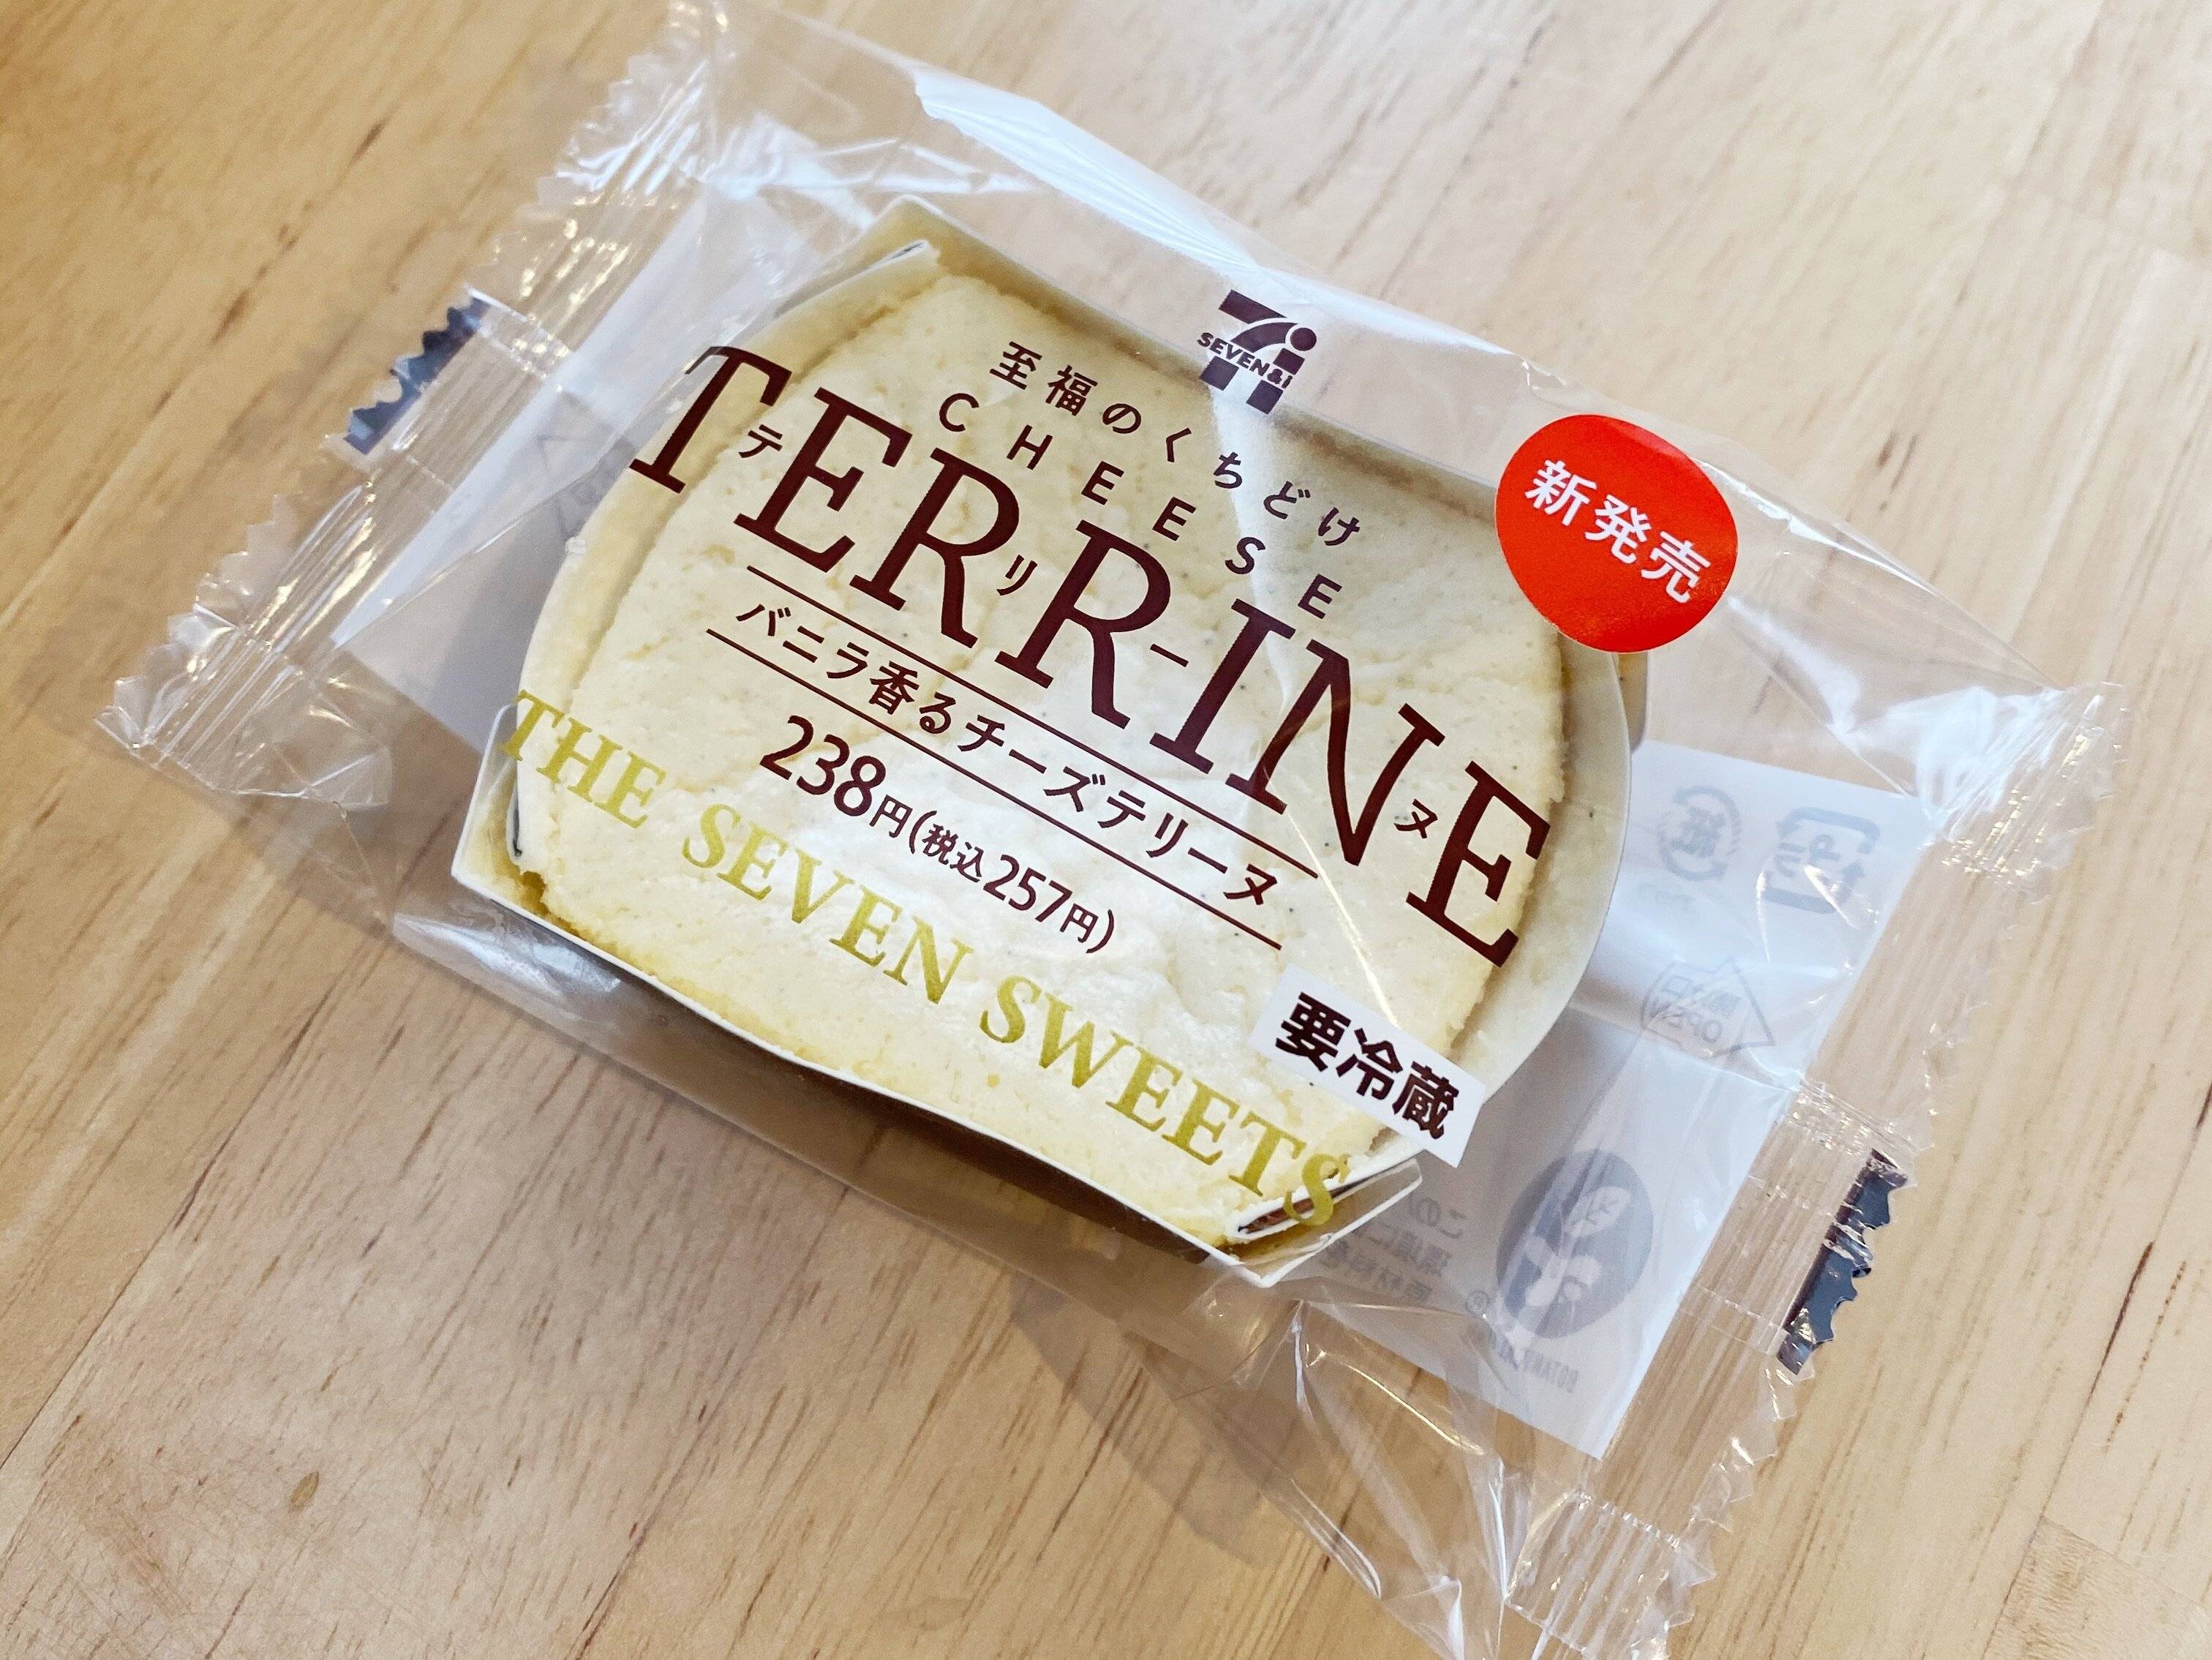 SEVEN&i
至福のくちどけ
CHEESE
TERRINE
テリーヌ
新発売
バニラ香るチーズテリーヌ
238円(税込257円)
THE SEVEN SWEETS
要冷蔵
OPEN